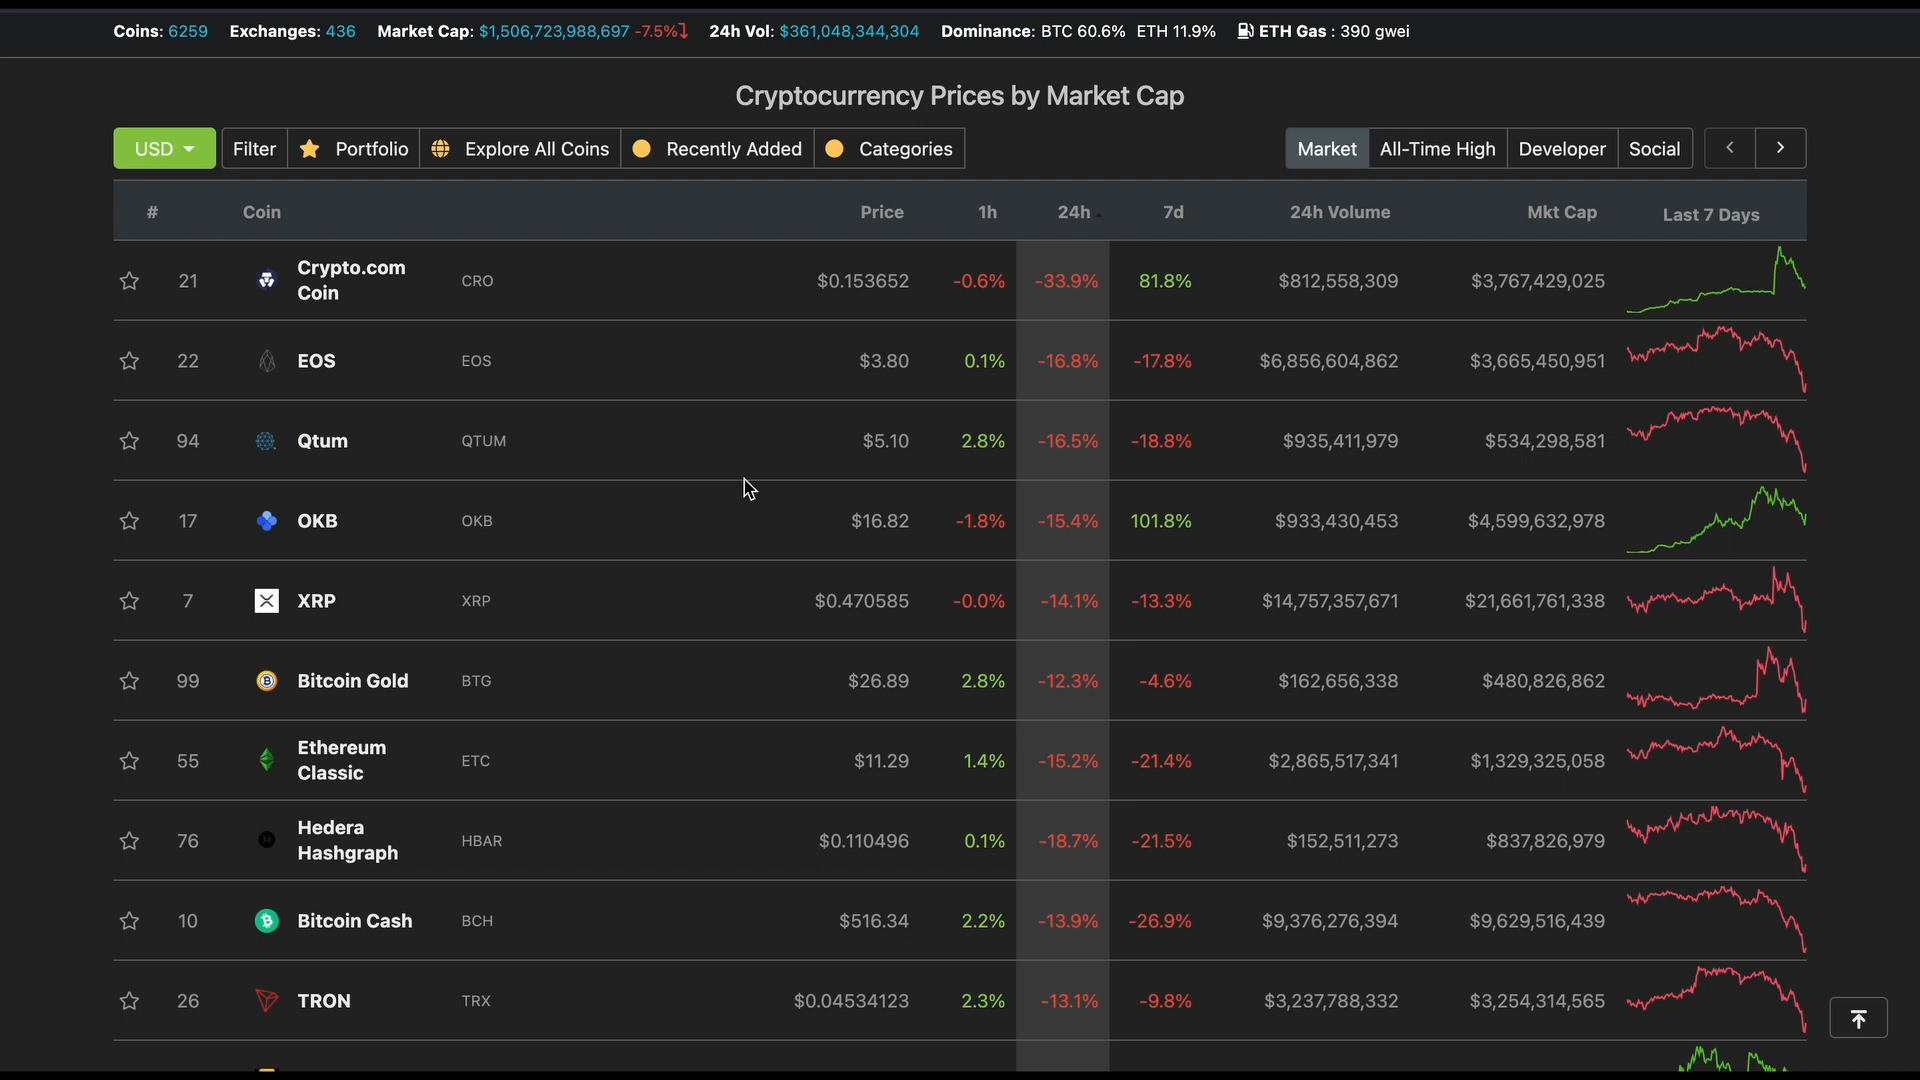 Coins: 6259 Exchanges: 436 Market Cap: $1,506,723,988,697 -7.5% 24h Vol: $361,048,344,304 Dominance: BTC 60.6% ETH 11.9% ETH Gas : 390 gwei
Cryptocurrency Prices by Market Cap
USD Filter Portfolio Explore All Coins Recently Added Categories Market All-Time High Developer Social
# Coin Price 1h 24h 7d 24h Volume Mkt Cap Last 7 Days
21 Crypto.com Coin CRO $0.153652 -0.6% -33.9% 81.8% $812,558,309 $3,767,429,025
22 EOS EOS $3.80 0.1% -16.8% -17.8% $6,856,604,862 $3,665,450,951
94 Qtum QTUM $5.10 2.8% -16.5% -18.8% $935,411,979 $534,298,581
17 OKB OKB $16.82 -1.8% -15.4% 101.8% $933,430,453 $4,599,632,978
7 XRP XRP $0.470585 -0.0% -14.1% -13.3% $14,757,357,671 $21,661,761,338
99 Bitcoin Gold BTG $26.89 2.8% -12.3% -4.6% $162,656,338 $480,826,862
55 Ethereum Classic ETC $11.29 1.4% -15.2% -21.4% $2,865,517,341 $1,329,325,058
76 Hedera Hashgraph HBAR $0.110496 0.1% -18.7% -21.5% $152,511,273 $837,826,979
10 Bitcoin Cash BCH $516.34 2.2% -13.9% -26.9% $9,376,276,394 $9,629,516,439
26 TRON TRX $0.04534123 2.3% -13.1% -9.8% $3,237,788,332 $3,254,314,565